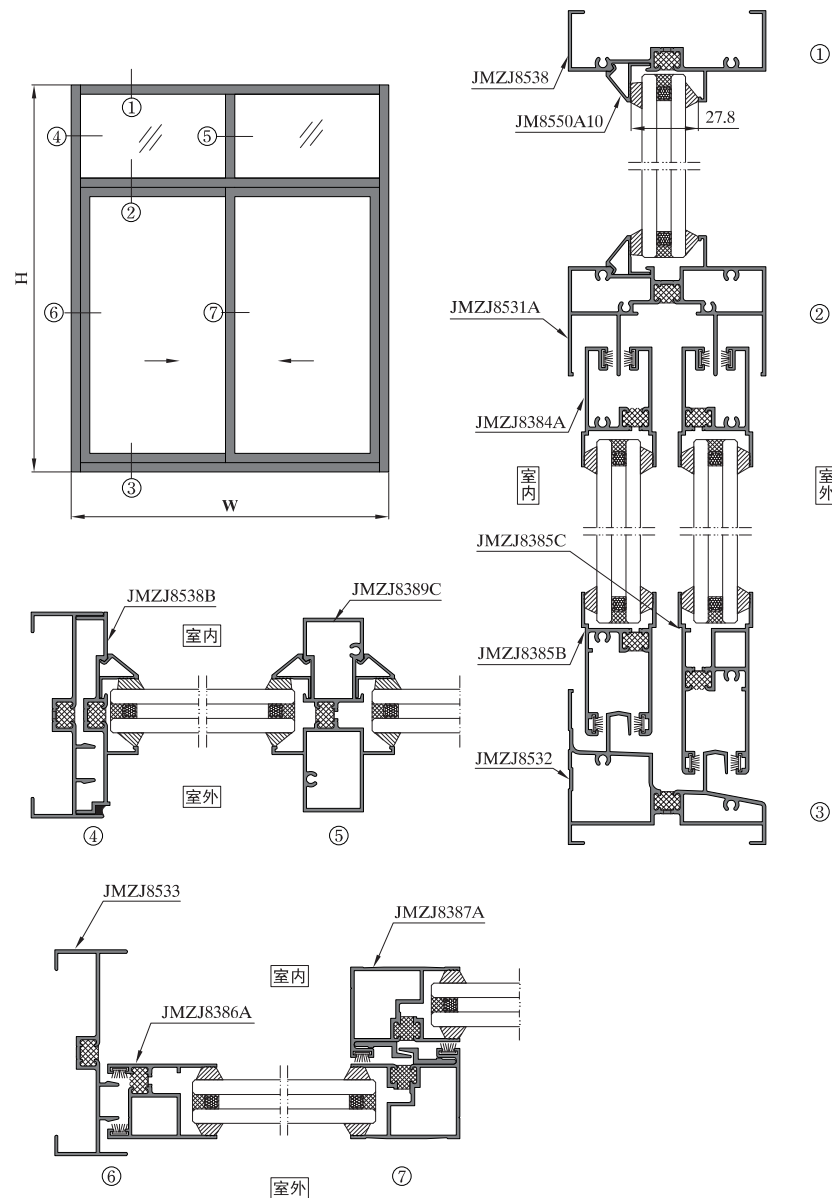 ①
④
⑤
②
H
⑥
⑦
③
W
JMZJ8538
①
JM8550A10
27.8
JMZJ8531A
②
JMZJ8384A
室内
室外
JMZJ8385C
JMZJ8385B
JMZJ8532
③
JMZJ8538B
JMZJ8389C
室内
室外
④
⑤
JMZJ8533
JMZJ8387A
室内
JMZJ8386A
⑥
⑦
室外